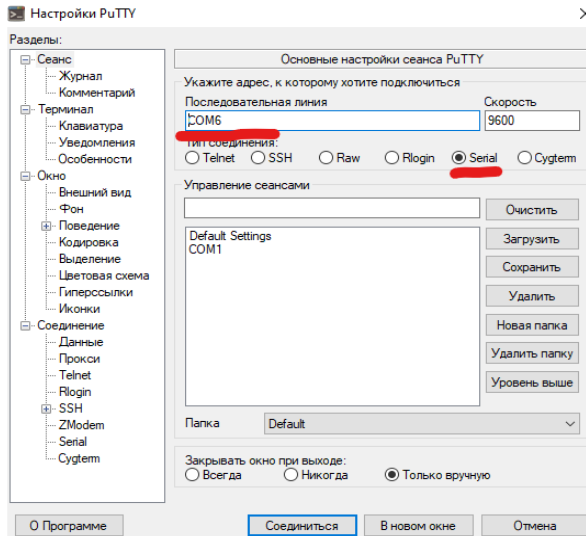 Настройки PuTTY
Разделы:
Сеанс
Журнал
Комментарий
Терминал
Клавиатура
Уведомления
Особенности
Окно
Внешний вид
Фон
Поведение
Кодировка
Выделение
Цветовая схема
Гиперссылки
Иконки
Соединение
Данные
Прокси
Telnet
Rlogin
SSH
ZModem
Serial
Cygterm
Основные настройки сеанса PuTTY
Укажите адрес, к которому хотите подключиться
Последовательная линия Скорость
COM6 9600
Тип соединения:
Telnet SSH Raw Rlogin Serial Cygterm
Управление сеансами
Очистить
Default Settings
COM1
Загрузить
Сохранить
Удалить
Новая папка
Удалить папку
Уровень выше
Папка Default
Закрывать окно при выходе:
Всегда Никогда Только вручную
О Программе Соединиться В новом окне Отмена